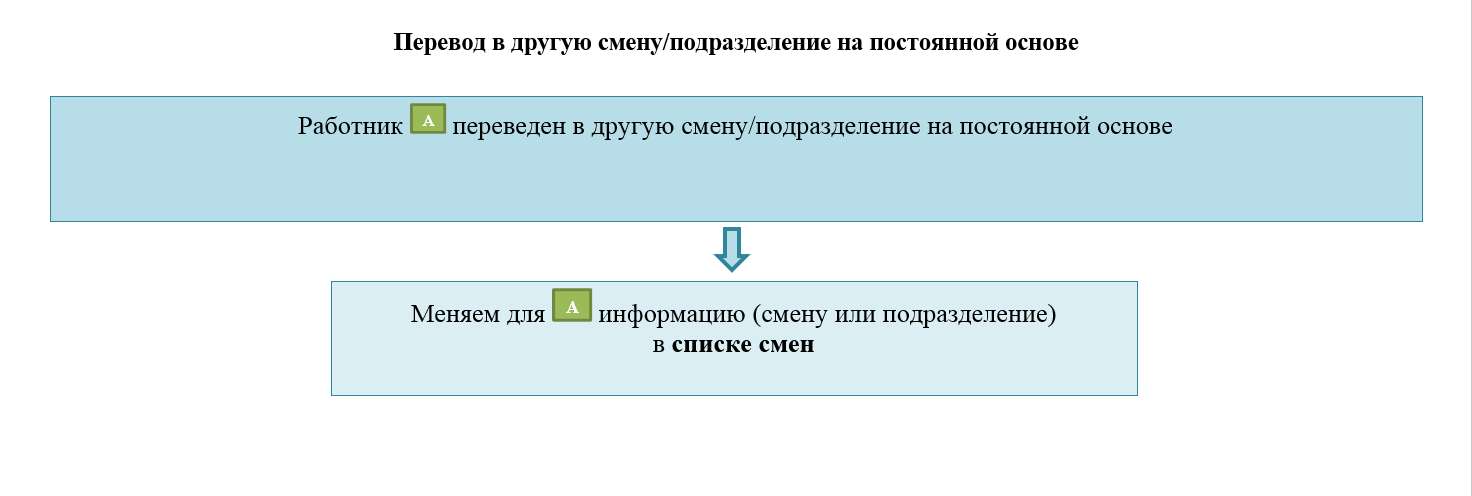 Перевод в другую смену/подразделение на постоянной основе
Работник А переведен в другую смену/подразделение на постоянной основе
Меняем для А информацию (смену или подразделение)
в списке смен